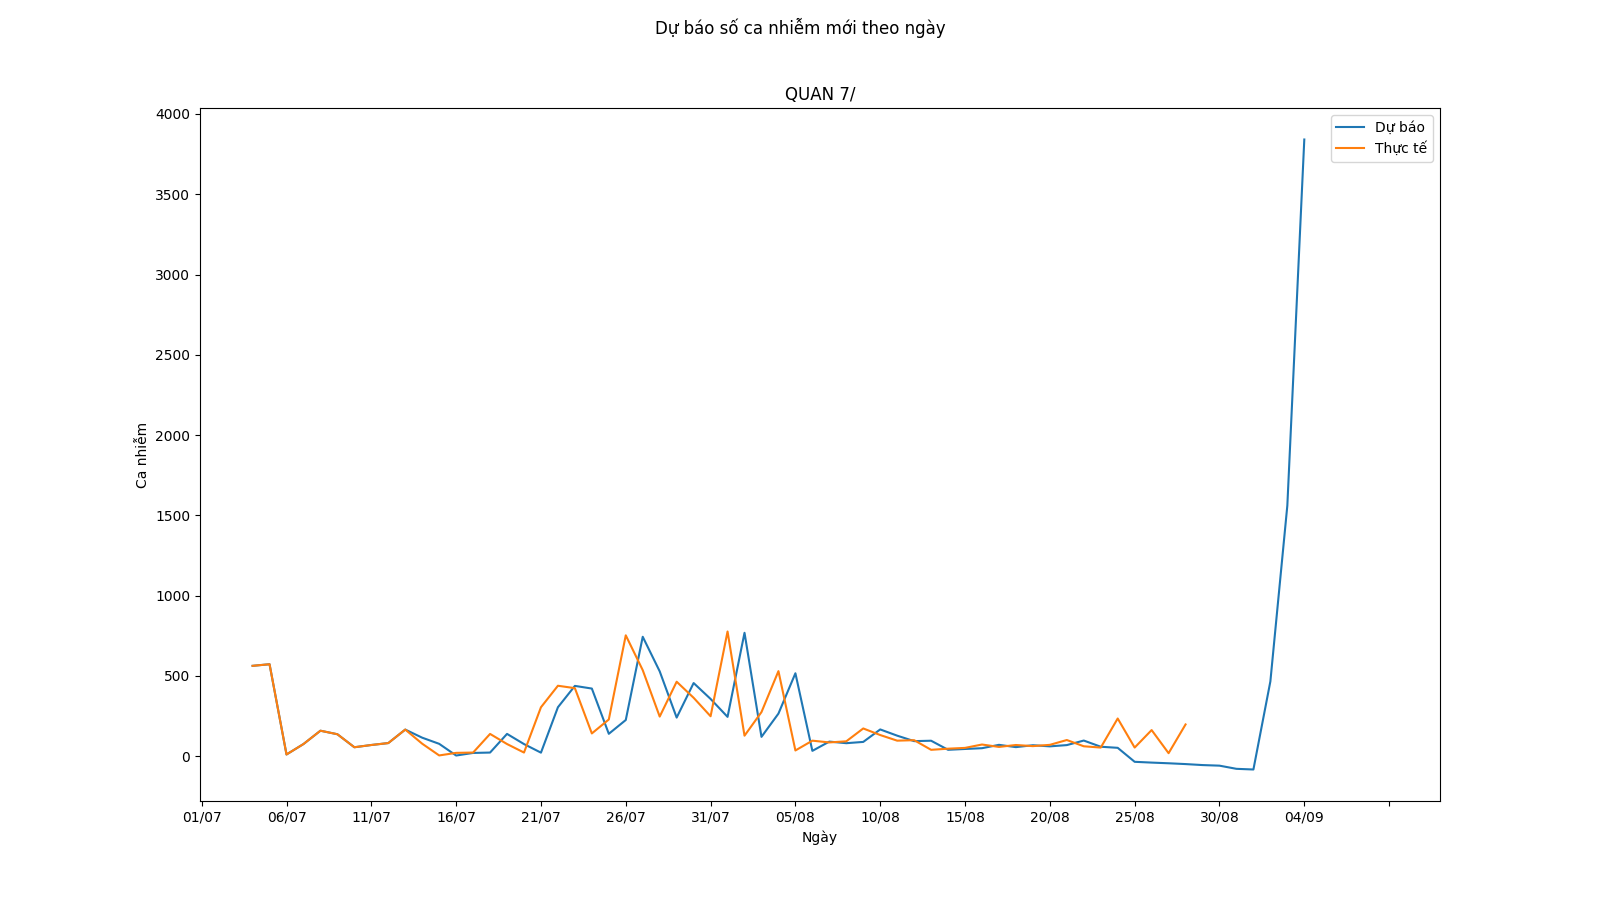 Dự báo số ca nhiễm mới theo ngày
QUAN 7/
Dự báo
Thực tế
4000
3500
3000
2500
2000
1500
1000
500
0
Ca nhiễm
01/07 06/07 11/07 16/07 21/07 26/07 31/07 05/08 10/08 15/08 20/08 25/08 30/08 04/09
Ngày